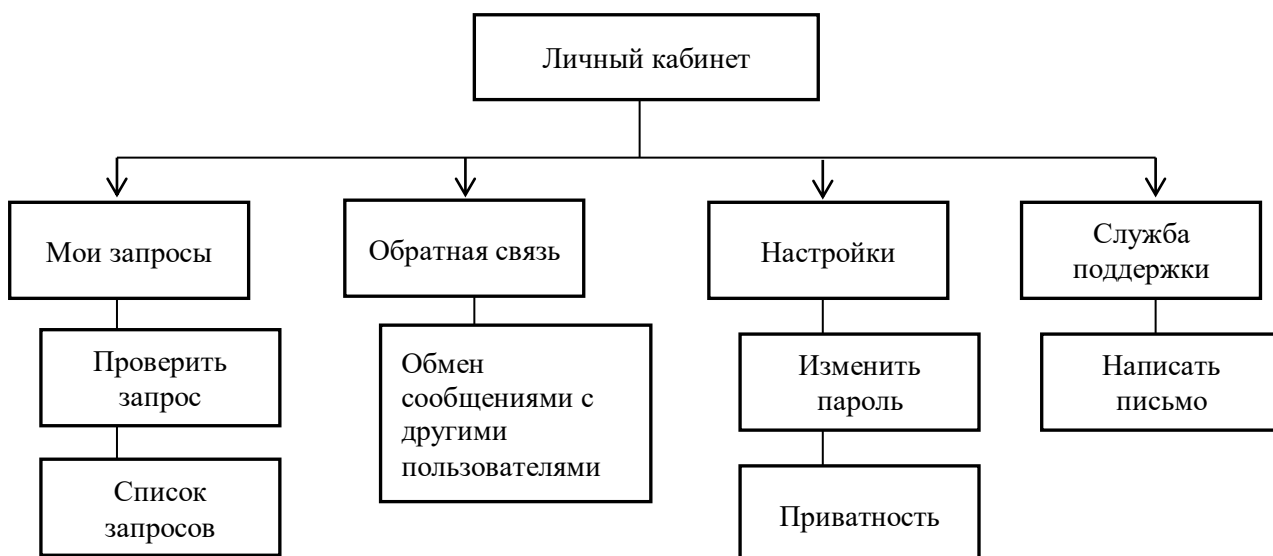 Личный кабинет
Мои запросы
Обратная связь
Настройки
Служба
поддержки
Проверить
запрос
Обмен
сообщениями с
другими
пользователями
Изменить
пароль
Написать
письмо
Список
запросов
Приватность